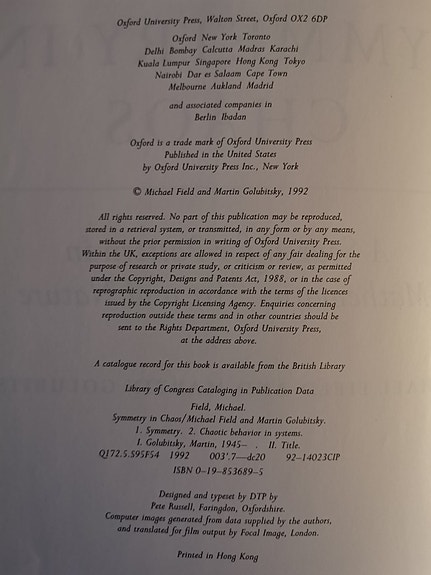 Oxford University Press, Walton Street, Oxford OX2 6DP
Oxford New York Toronto
Delhi Bombay Calcutta Madras Karachi
Kuala Lumpur Singapore Hong Kong Tokyo
Nairobi Dar es Salaam Cape Town
Melbourne Aukland Madrid
and associated companies in
Berlin Ibadan
Oxford is a trade mark of Oxford University Press
Published in the United States
by Oxford University Press Inc., New York
© Michael Field and Martin Golubitsky, 1992
All rights reserved. No part of this publication may be reproduced,
stored in a retrieval system, or transmitted, in any form or by any means,
without the prior permission in writing of Oxford University Press.
Within the UK, exceptions are allowed in respect of any fair dealing for the
purpose of research or private study, or criticism or review, as permitted
under the Copyright, Designs and Patents Act, 1988, or in the case of
reprographic reproduction in accordance with the terms of the licences
issued by the Copyright Licensing Agency. Enquiries concerning
reproduction outside these terms and in other countries should be
sent to the Rights Department, Oxford University Press,
at the address above.
A catalogue record for this book is available from the British Library
Library of Congress Cataloging in Publication Data
Field, Michael.
Symmetry in Chaos/Michael Field and Martin Golubitsky.
1. Symmetry. 2. Chaotic behavior in systems.
I. Golubitsky, Martin, 1945– . II. Title.
Q172.5.S95F54 1992 003'.7—dc20 92–14023CIP
ISBN 0–19–853689–5
Designed and typeset by DTP by
Pete Russell, Faringdon, Oxfordshire.
Computer images generated from data supplied by the authors,
and translated for film output by Focal Image, London.
Printed in Hong Kong